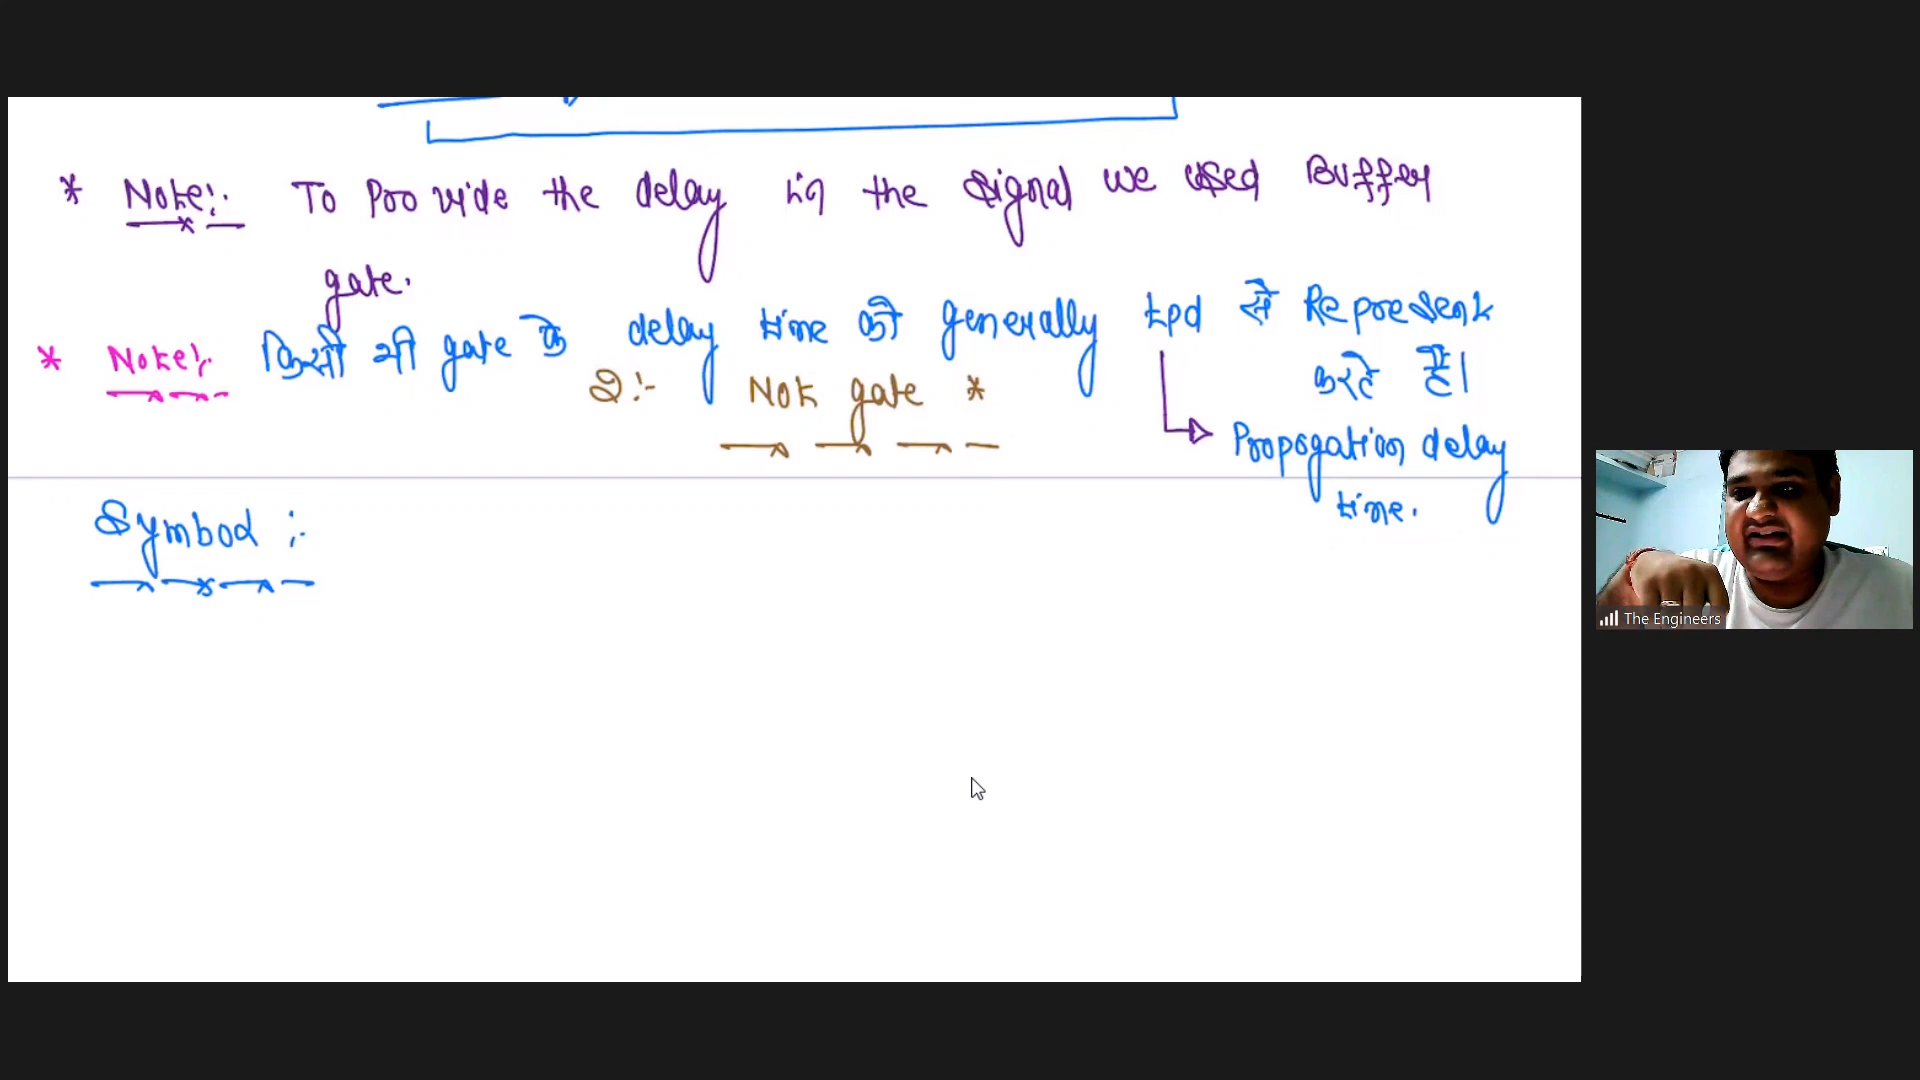 * Note:- To Provide the delay in the signal we used Buffer
gate.
* Note:- किसी भी gate के delay time को generally tpd से Represent
करते हैं।
2:- Not gate *
Propogation delay
time.
Symbol :-
The Engineers